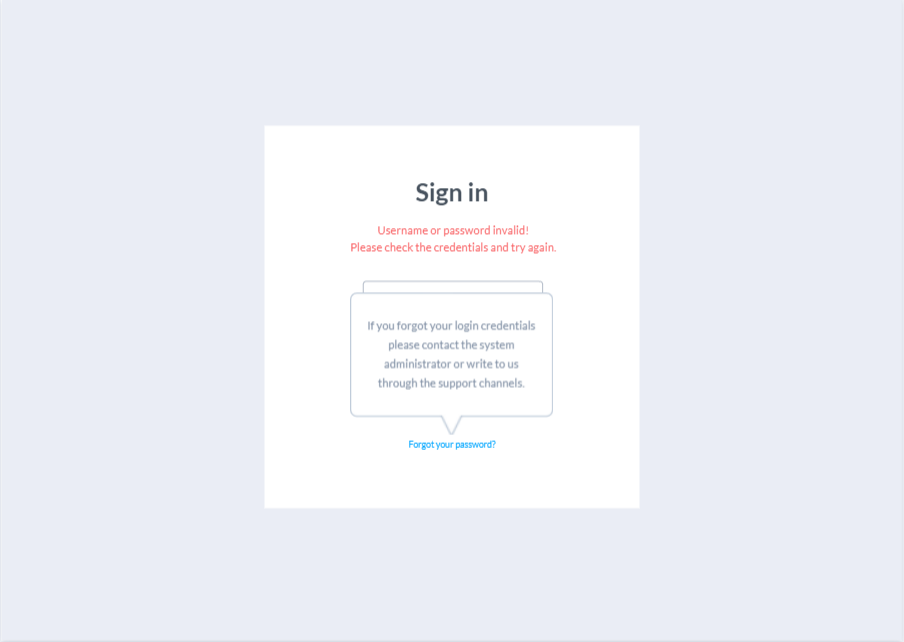 Sign in
Username or password invalid!
Please check the credentials and try again.
If you forgot your login credentials
please contact the system
administrator or write to us
through the support channels.
Forgot your password?